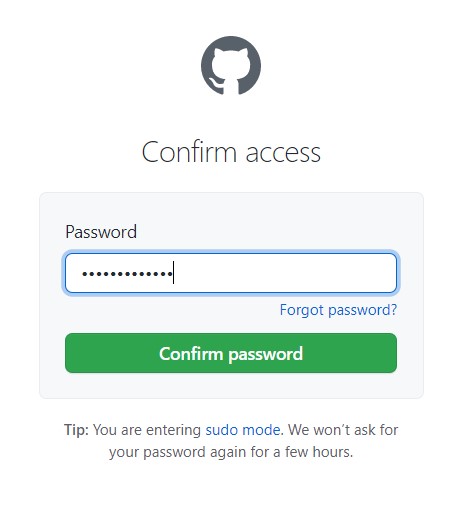 Confirm access
Password
•••••••••••••
Forgot password?
Confirm password
Tip: You are entering sudo mode. We won’t ask for
your password again for a few hours.